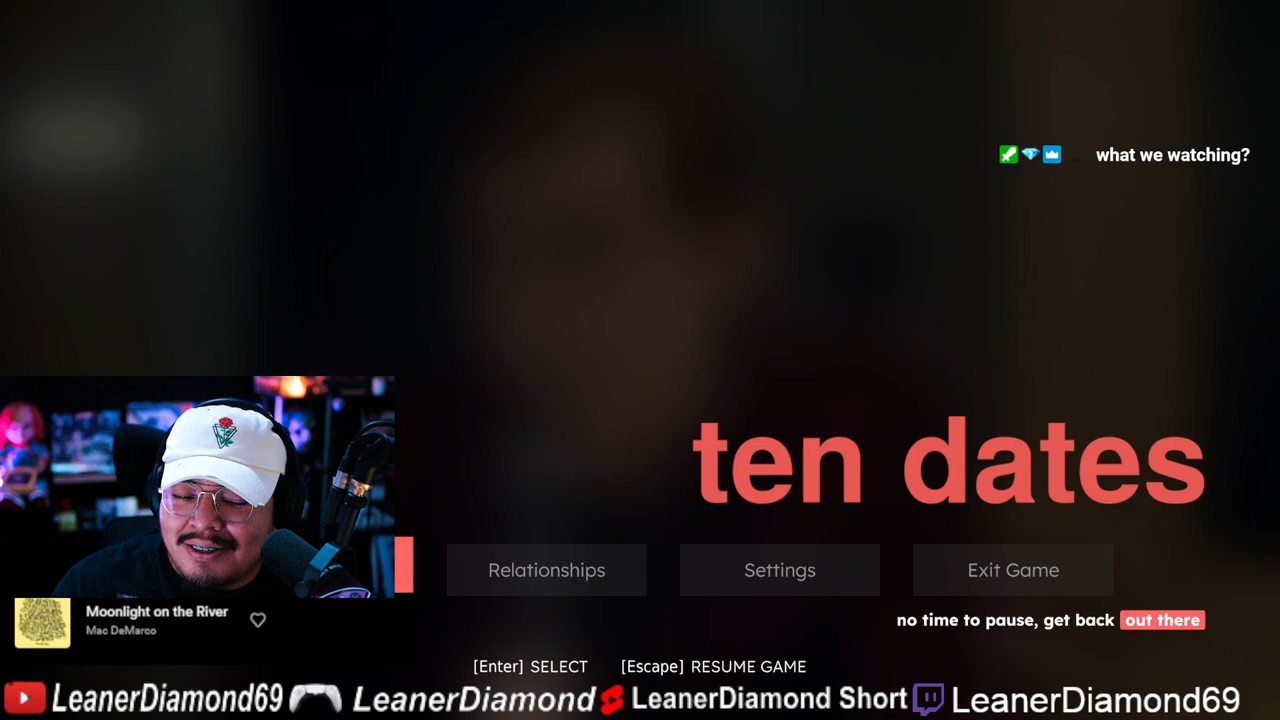 what we watching?
ten dates
Relationships
Settings
Exit Game
no time to pause, get back out there
Moonlight on the River
Mac DeMarco
[Enter] SELECT [Escape] RESUME GAME
LeanerDiamond69 LeanerDiamond LeanerDiamond Short LeanerDiamond69